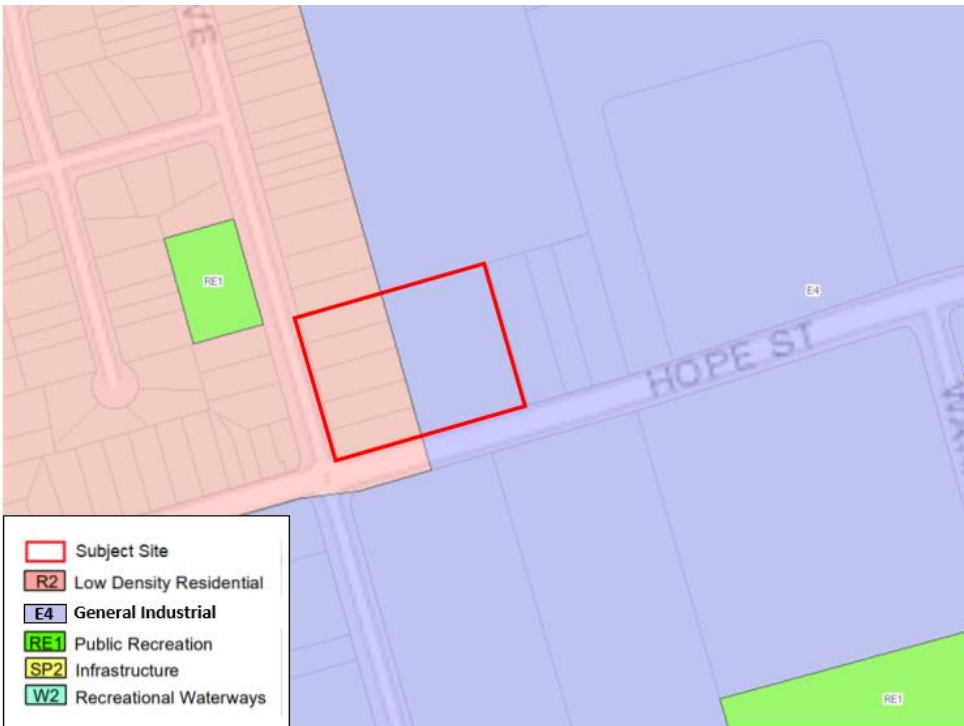 VE
RE1
E4
HOPE ST
RE1
Subject Site
R2 Low Density Residential
E4 General Industrial
RE1 Public Recreation
SP2 Infrastructure
W2 Recreational Waterways